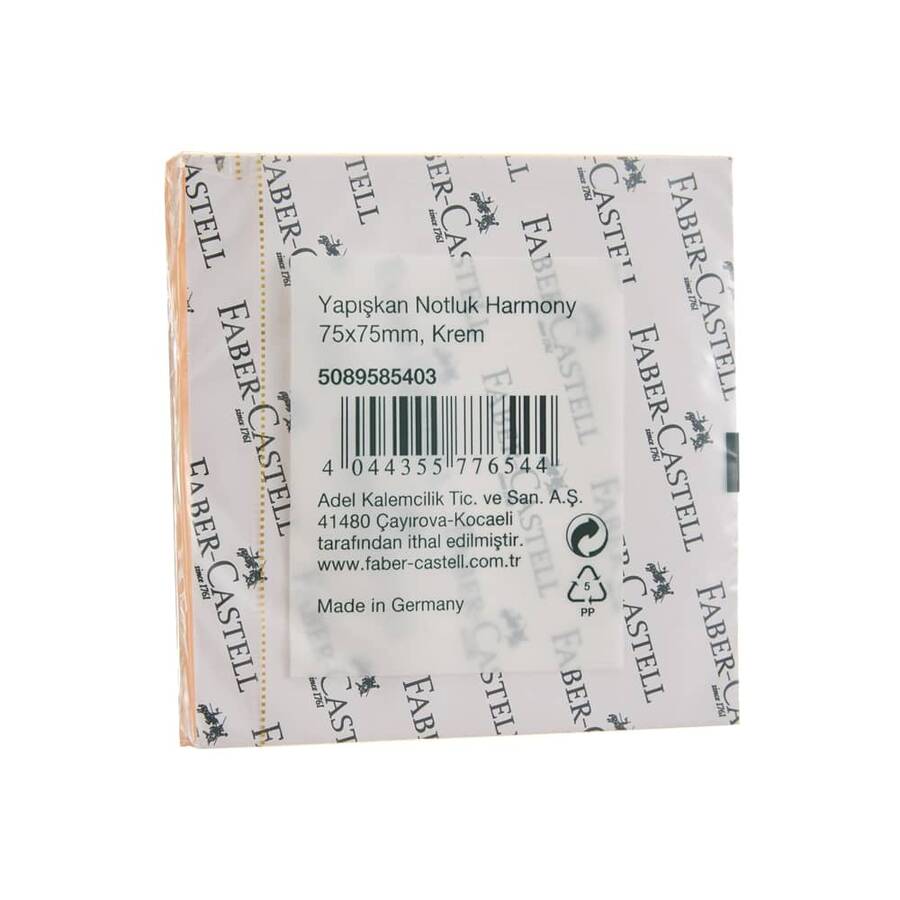 Yapışkan Notluk Harmony
75x75mm, Krem
5089585403
4 044355 776544
Adel Kalemcilik Tic. ve San. A.Ş.
41480 Çayırova-Kocaeli
tarafından ithal edilmiştir.
www.faber-castell.com.tr
Made in Germany
5
PP
FABER-CASTELL
since 1761